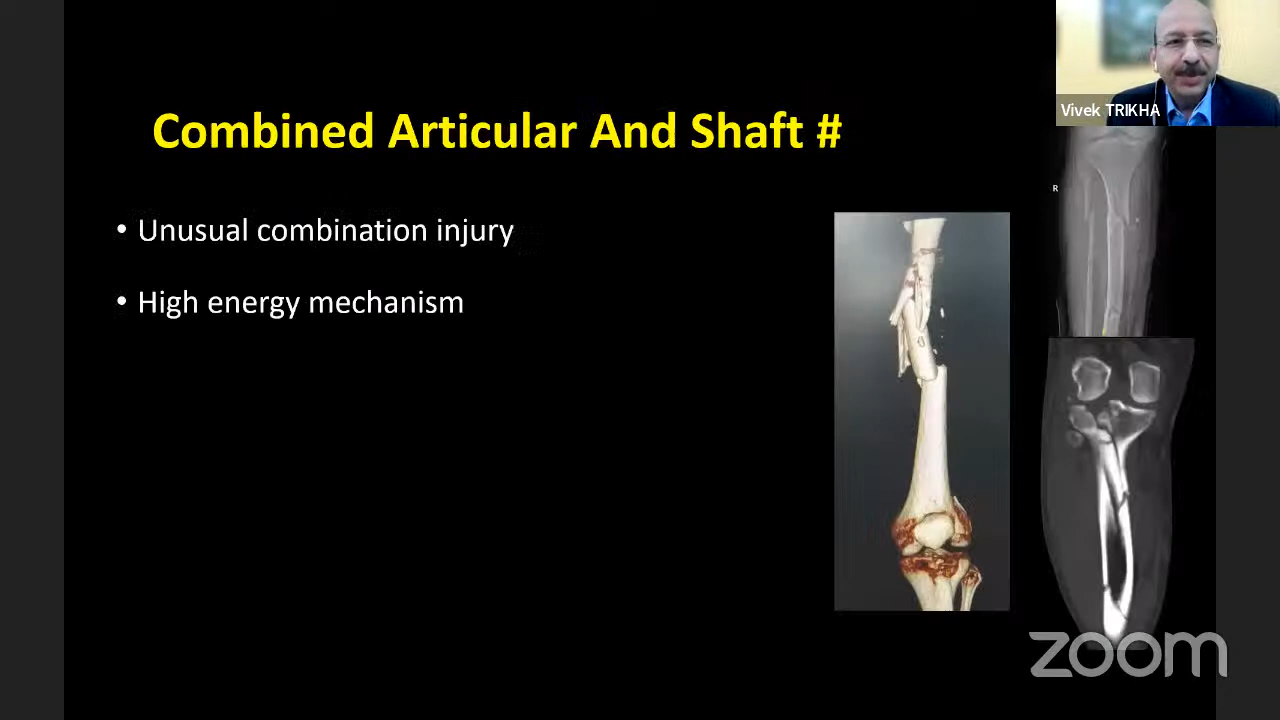 Vivek TRIKHA
Combined Articular And Shaft #
R
• Unusual combination injury
• High energy mechanism
zoom